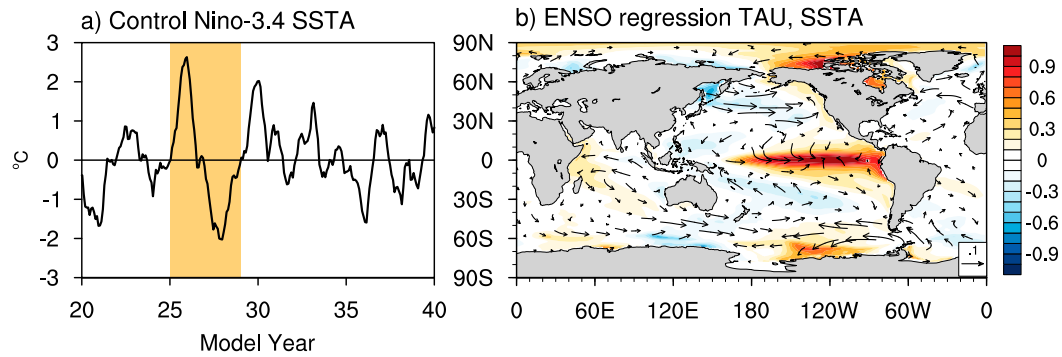 a) Control Nino-3.4 SSTA
3
2
1
0
-1
-2
-3
°C
20 25 30 35 40
Model Year
b) ENSO regression TAU, SSTA
90N
60N
30N
0
30S
60S
90S
0 60E 120E 180 120W 60W 0
.1
0.9
0.6
0.3
0
-0.3
-0.6
-0.9